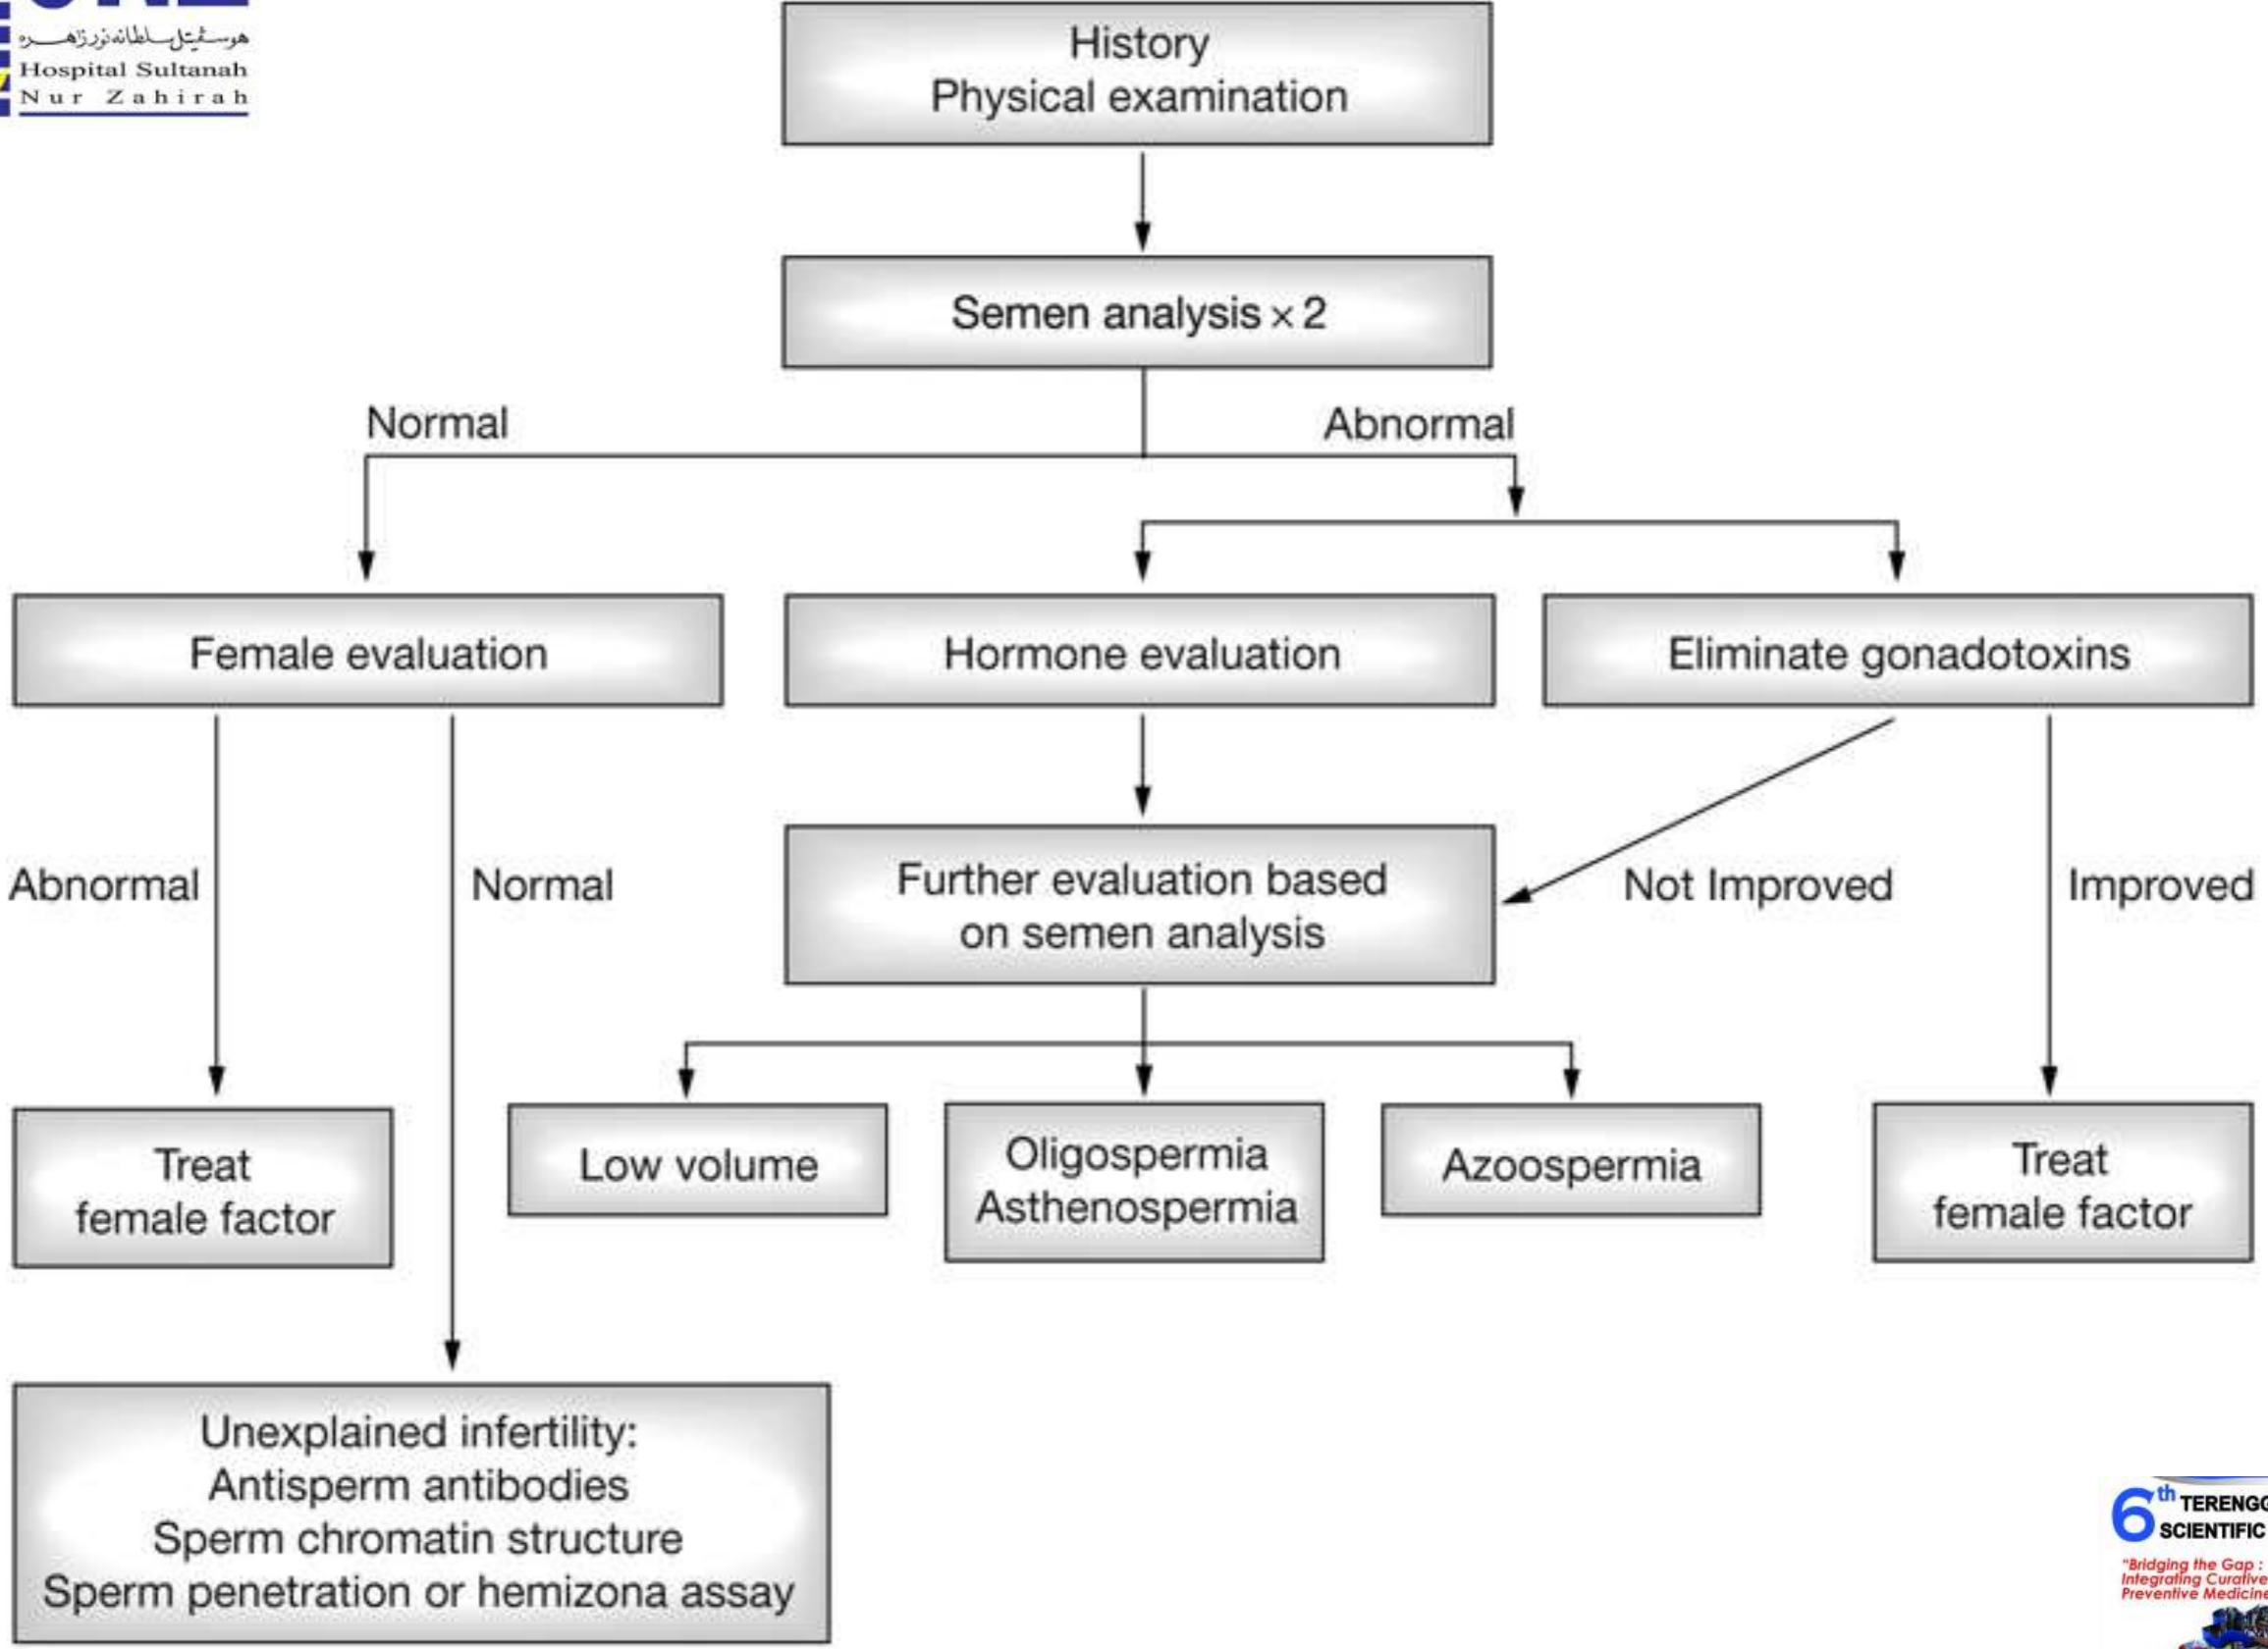 هوسڤيتل سلطانه نور زاهيره
Hospital Sultanah
Nur Zahirah
History
Physical examination
Semen analysis × 2
Normal
Abnormal
Female evaluation
Hormone evaluation
Eliminate gonadotoxins
Abnormal
Normal
Further evaluation based
on semen analysis
Not Improved
Improved
Treat
female factor
Low volume
Oligospermia
Asthenospermia
Azoospermia
Treat
female factor
Unexplained infertility:
Antisperm antibodies
Sperm chromatin structure
Sperm penetration or hemizona assay
6th TERENGG
SCIENTIFIC
"Bridging the Gap :
Integrating Curative
Preventive Medicine